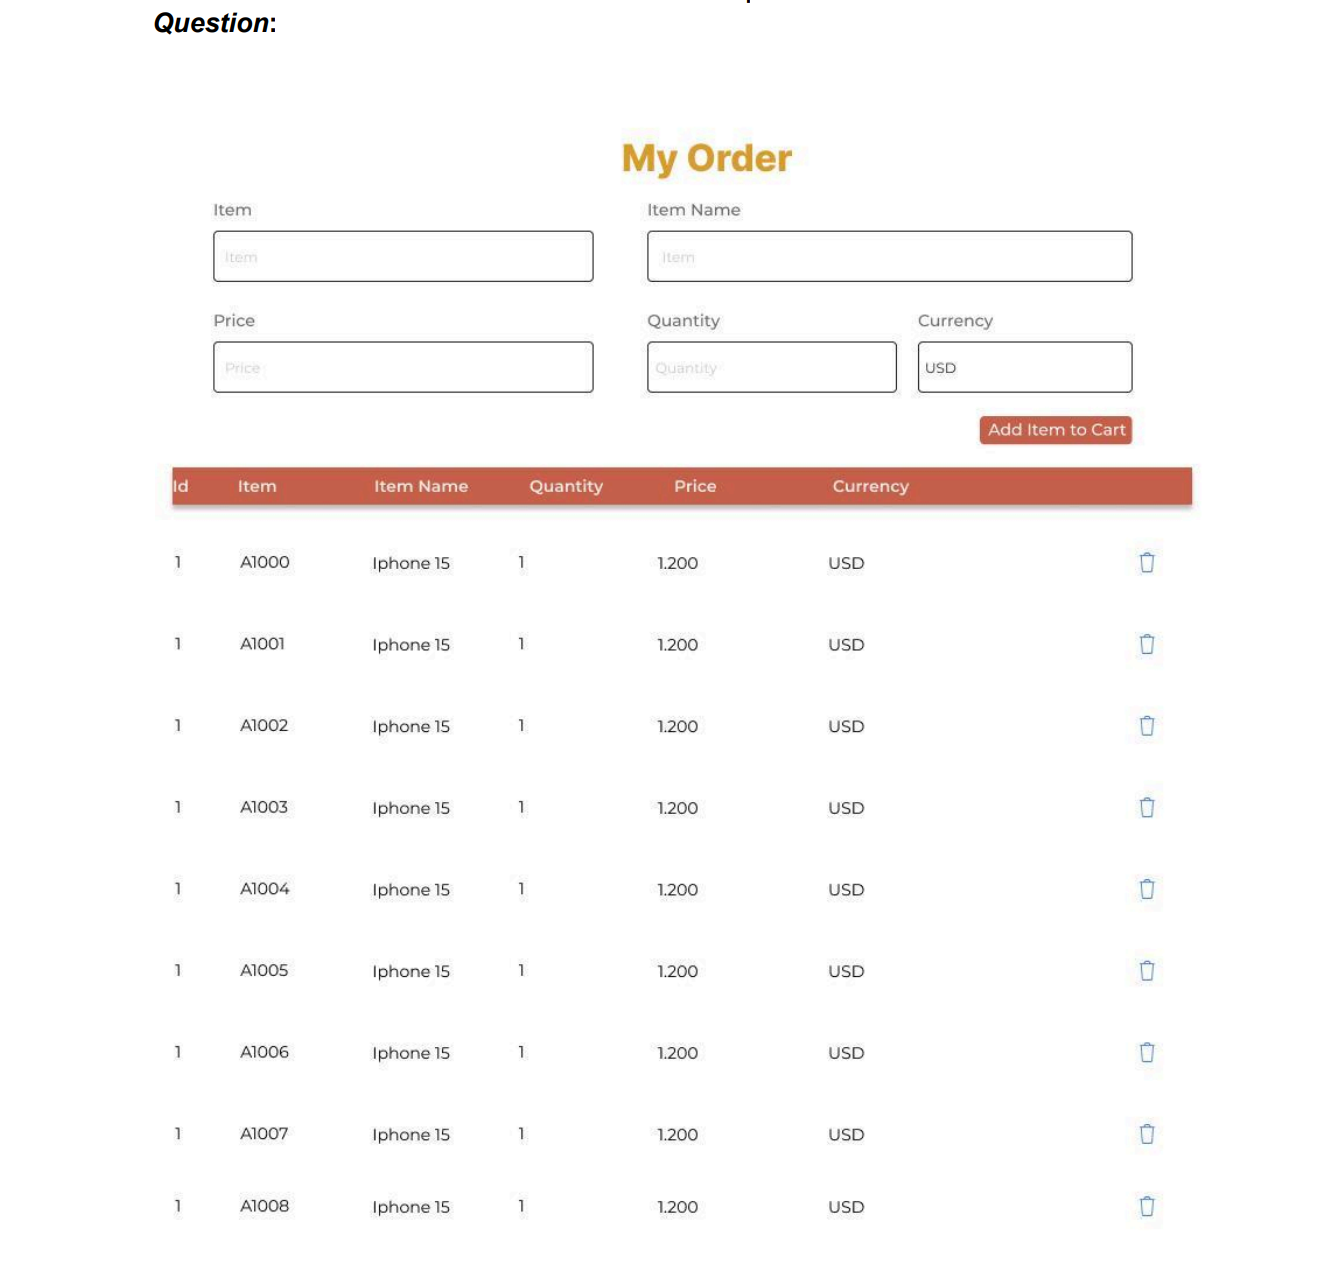 Question:
My Order
Item Item Name
Item Item
Price Quantity Currency
Price Quantity USD
Add Item to Cart
Id Item Item Name Quantity Price Currency
1 A1000 Iphone 15 1 1.200 USD
1 A1001 Iphone 15 1 1.200 USD
1 A1002 Iphone 15 1 1.200 USD
1 A1003 Iphone 15 1 1.200 USD
1 A1004 Iphone 15 1 1.200 USD
1 A1005 Iphone 15 1 1.200 USD
1 A1006 Iphone 15 1 1.200 USD
1 A1007 Iphone 15 1 1.200 USD
1 A1008 Iphone 15 1 1.200 USD